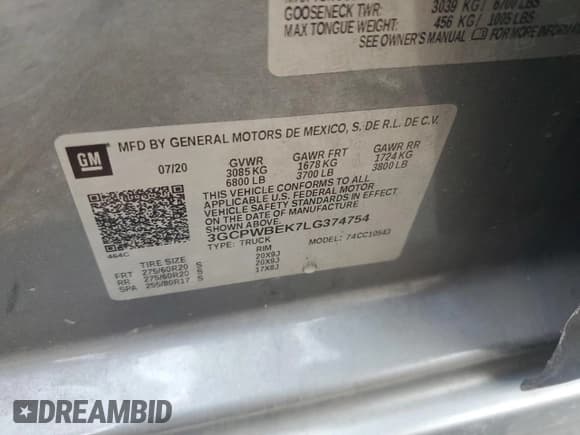 GOOSENECK TWR: 3039 KG / 6700 LBS
MAX TONGUE WEIGHT: 456 KG / 1005 LBS
SEE OWNER'S MANUAL FOR MORE INFORM
GM
MFD BY GENERAL MOTORS DE MEXICO, S. DE R.L. DE C.V.
07/20 GVWR GAWR FRT GAWR RR
3085 KG 1678 KG 1724 KG
6800 LB 3700 LB 3800 LB
THIS VEHICLE CONFORMS TO ALL
APPLICABLE U.S. FEDERAL MOTOR
VEHICLE SAFETY STANDARDS IN
EFFECT ON THE DATE OF MANUFACTURE
SHOWN ABOVE.
3GCPWBEK7LG374754
TYPE: TRUCK MODEL: 74CC10543
464C
TIRE SIZE RIM
FRT 275/60R20 S 20X9J
RR 275/60R20 S 20X9J
SPA 255/80R17 S 17X8J
DREAMBID